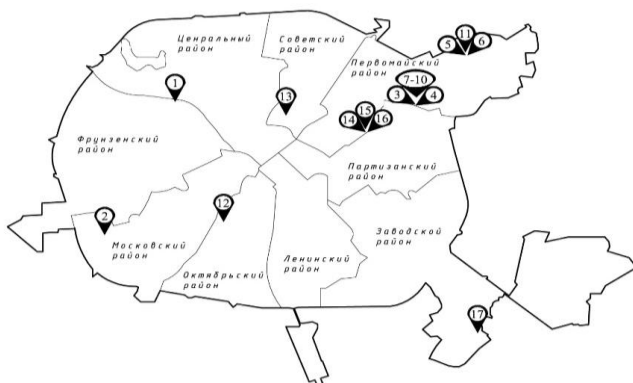 Ценральный
район
Советский
район
Первомайский
район
5
11
6
7-10
3
4
1
13
15
14
16
Фрунзенский
район
Партизанский
район
2
12
Московский
район
Заводской
район
Октябрьский
район
Ленинский
район
17